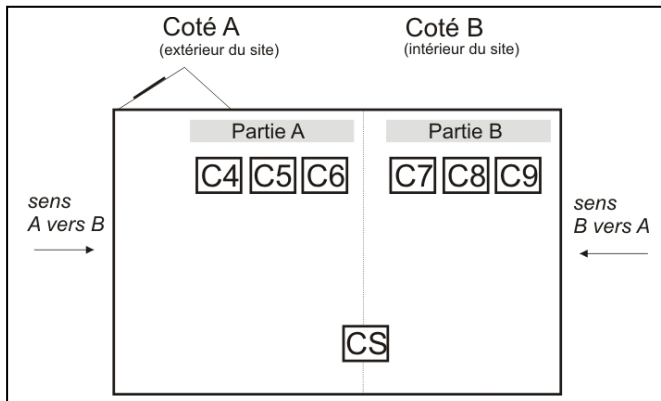 Coté A
(extérieur du site)
Coté B
(intérieur du site)
Partie A
Partie B
C4 C5 C6
C7 C8 C9
sens
A vers B
sens
B vers A
CS